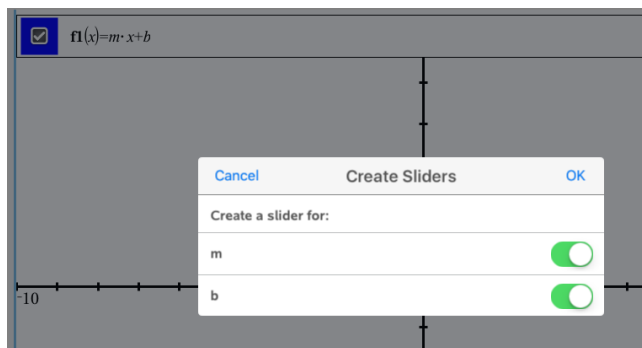 f1(x)=m·x+b
Cancel Create Sliders OK
Create a slider for:
m
b
-10